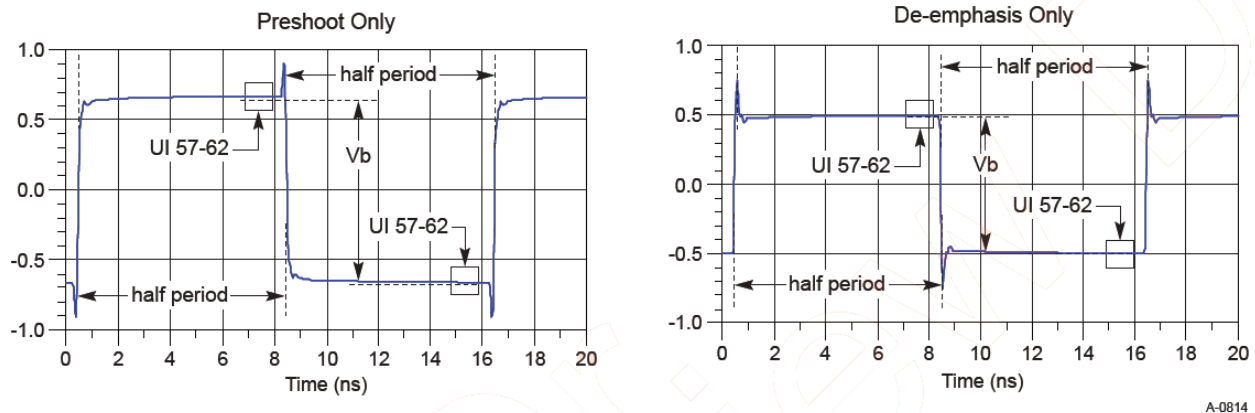 Preshoot Only
1.0
0.5
0.0
-0.5
-1.0
half period
UI 57-62
Vb
UI 57-62
half period
0 2 4 6 8 10 12 14 16 18 20
Time (ns)
De-emphasis Only
1.0
0.5
0.0
-0.5
-1.0
half period
UI 57-62
Vb
UI 57-62
half period
0 2 4 6 8 10 12 14 16 18 20
Time (ns)
A-0814